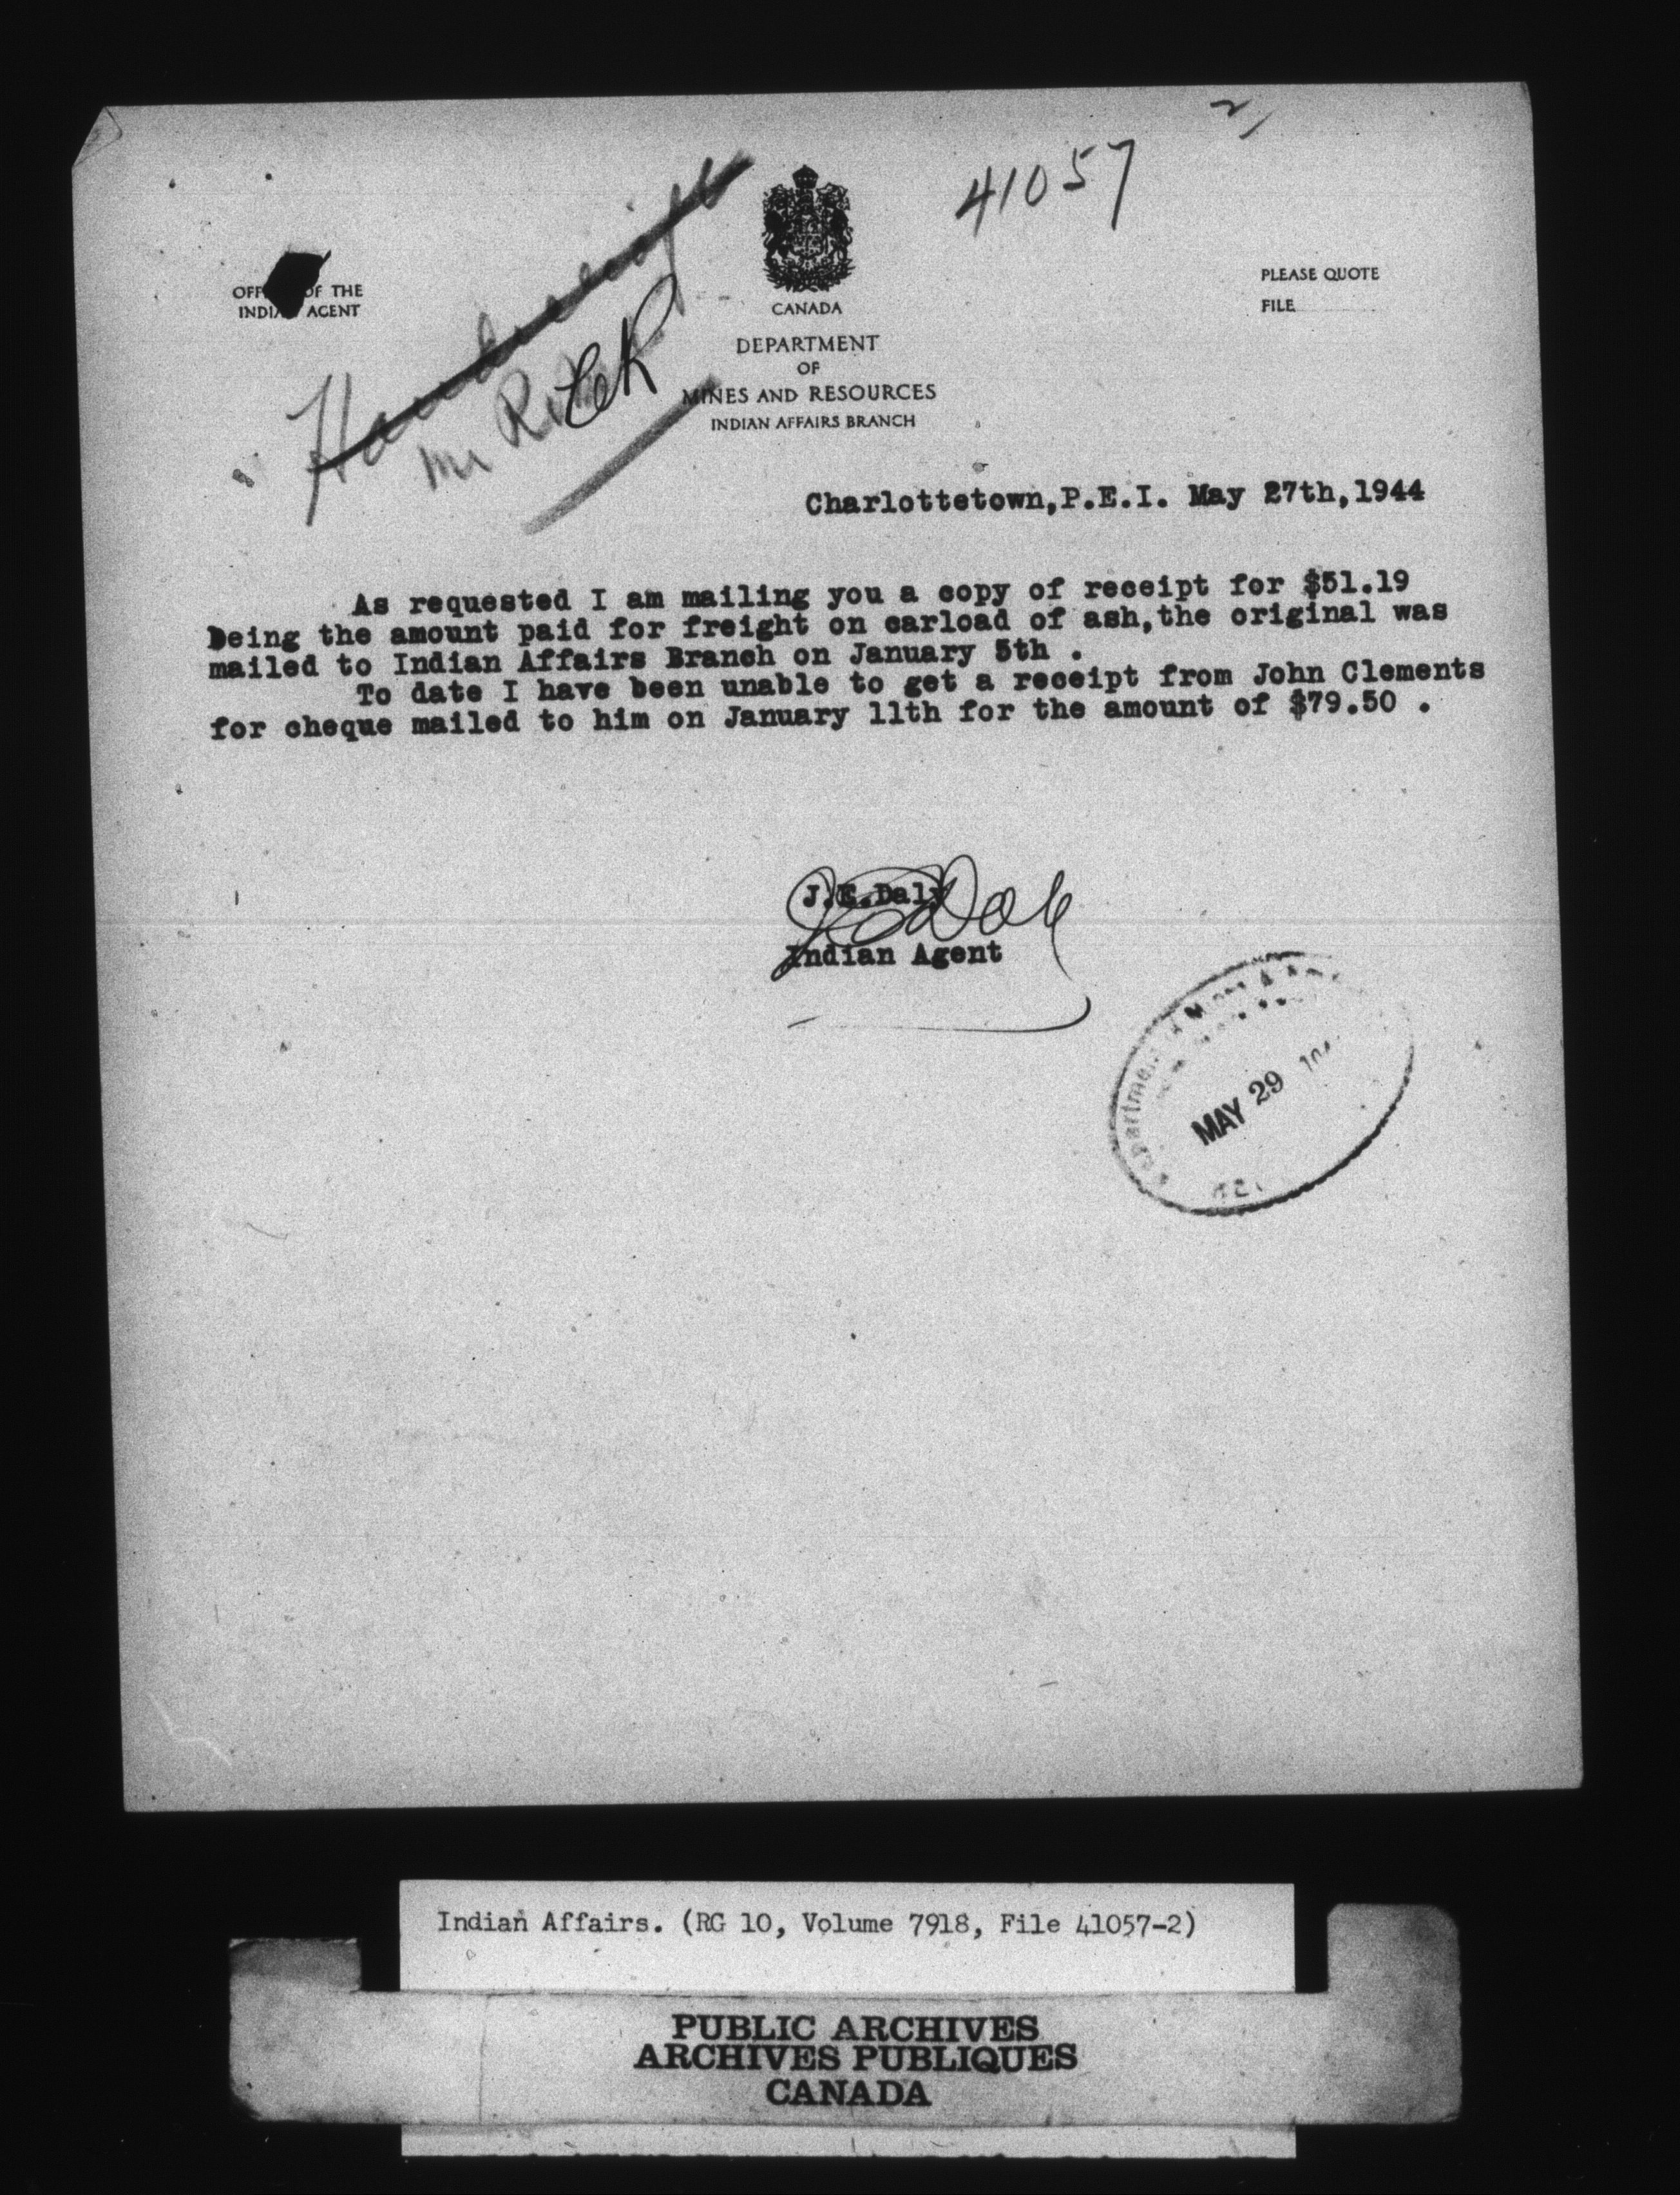 41057
OFF OF THE
INDIA AGENT
Handicraft
Mr
CANADA
DEPARTMENT
OF
MINES AND RESOURCES
INDIAN AFFAIRS BRANCH
PLEASE QUOTE
FILE
Charlottetown,P.E.I. May 27th,1944
As requested I am mailing you a copy of receipt for $51.19
Being the amount paid for freight on carload of ash,the original was
mailed to Indian Affairs Branch on January 5th .
To date I have been unable to get a receipt from John Clements
for cheque mailed to him on January 11th for the amount of $79.50 .
J.E.Daly
Indian Agent
MAY 29
Indian Affairs. (RG 10, Volume 7918, File 41057-2)
PUBLIC ARCHIVES
ARCHIVES PUBLIQUES
CANADA